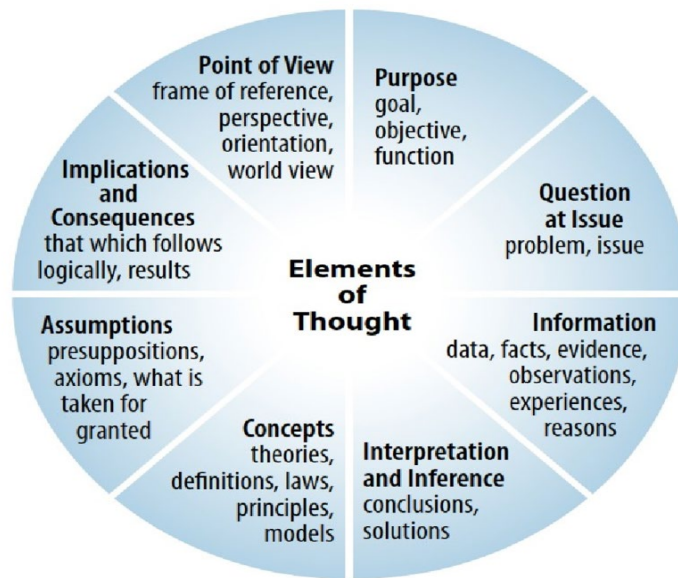 Point of View
frame of reference,
perspective,
orientation,
world view
Purpose
goal,
objective,
function
Question
at Issue
problem, issue
Information
data, facts, evidence,
observations,
experiences,
reasons
Interpretation
and Inference
conclusions,
solutions
Concepts
theories,
definitions, laws,
principles,
models
Assumptions
presuppositions,
axioms, what is
taken for
granted
Implications
and
Consequences
that which follows
logically, results
Elements
of
Thought